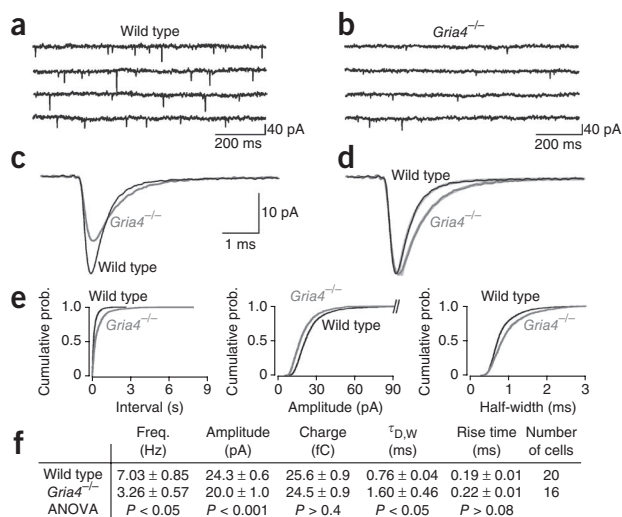 a
Wild type
40 pA
200 ms
b
Gria4–/–
40 pA
200 ms
c
Gria4–/–
Wild type
10 pA
1 ms
d
Wild type
Gria4–/–
e
Cumulative prob.
1.0
0.5
0
Wild type
Gria4–/–
0 3 6 9
Interval (s)
Cumulative prob.
1.0
0.5
0
Gria4–/–
Wild type
0 30 60 90
Amplitude (pA)
Cumulative prob.
1.0
0.5
0
Wild type
Gria4–/–
0 1 2 3
Half-width (ms)
f
Freq. (Hz) Amplitude (pA) Charge (fC) τD,W (ms) Rise time (ms) Number of cells
Wild type 7.03 ± 0.85 24.3 ± 0.6 25.6 ± 0.9 0.76 ± 0.04 0.19 ± 0.01 20
Gria4–/– 3.26 ± 0.57 20.0 ± 1.0 24.5 ± 0.9 1.60 ± 0.46 0.22 ± 0.01 16
ANOVA P < 0.05 P < 0.001 P > 0.4 P < 0.05 P > 0.08